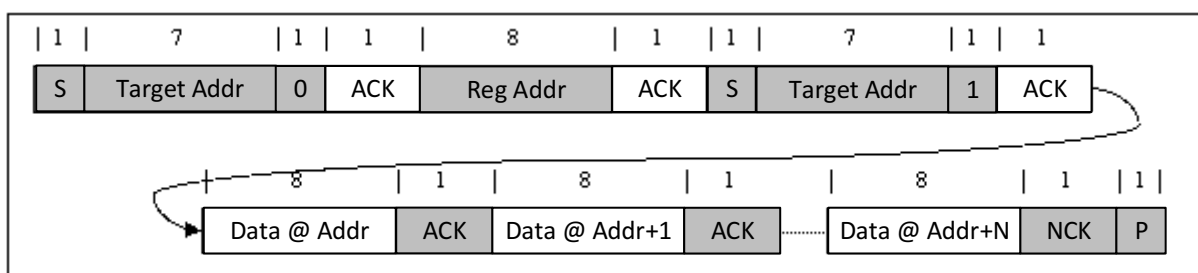 | 1 | 7 | 1 | 1 | 8 | 1 | 1 | 7 | 1 | 1
S Target Addr 0 ACK Reg Addr ACK S Target Addr 1 ACK
| 8 | 1 | 8 | 1 | 8 | 1 | 1 |
Data @ Addr ACK Data @ Addr+1 ACK Data @ Addr+N NCK P